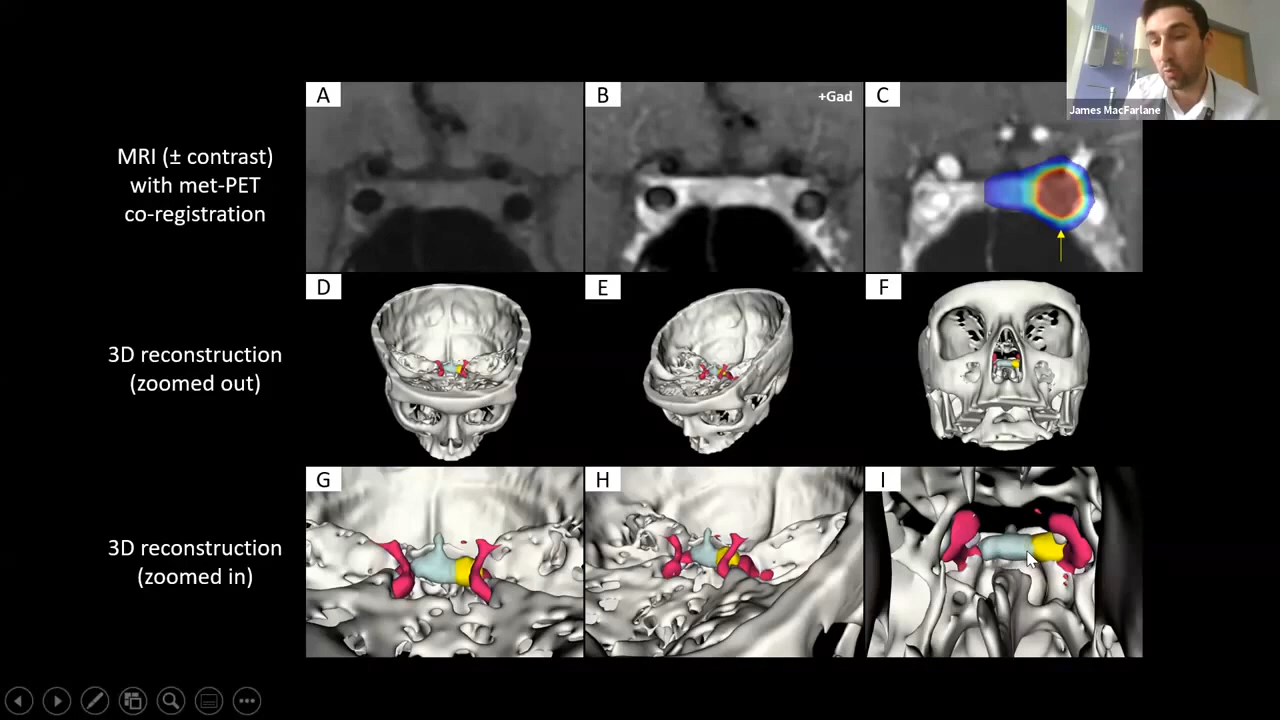 James MacFarlane
A
B
+Gad
C
MRI (± contrast)
with met-PET
co-registration
D
E
F
3D reconstruction
(zoomed out)
G
H
I
3D reconstruction
(zoomed in)